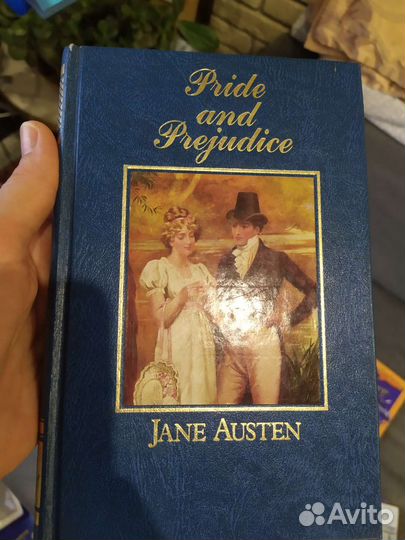 Pride
and
Prejudice
JANE AUSTEN
Avito